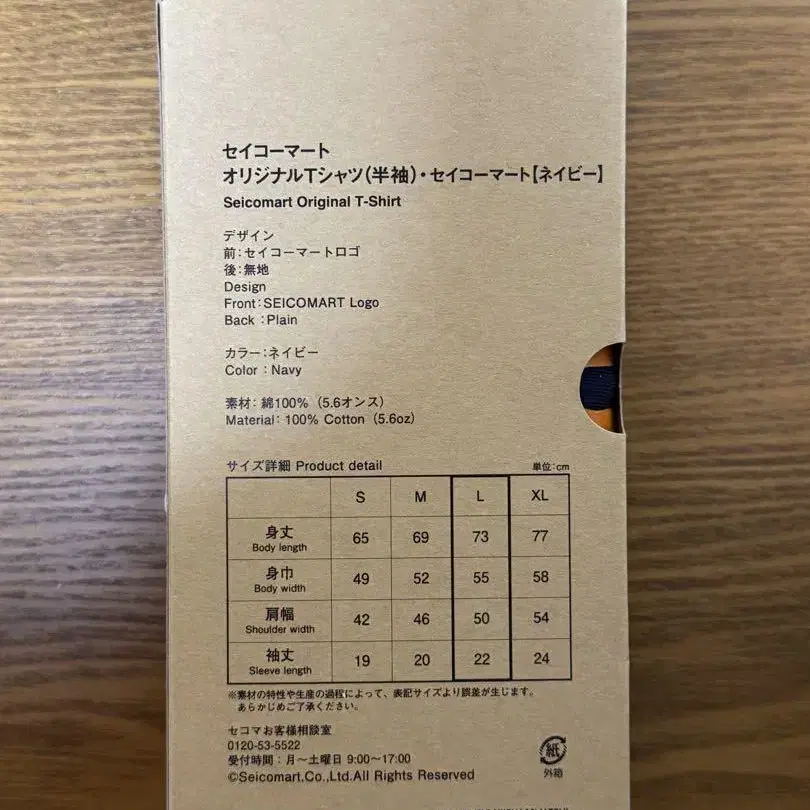 セイコーマート
オリジナルTシャツ(半袖)・セイコーマート【ネイビー】
Seicomart Original T-Shirt
デザイン
前:セイコーマートロゴ
後:無地
Design
Front:SEICOMART Logo
Back :Plain
カラー:ネイビー
Color : Navy
素材: 綿100%（5.6オンス）
Material: 100% Cotton（5.6oz）
サイズ詳細 Product detail 単位:cm
S M L XL
身丈 65 69 73 77
Body length
身巾 49 52 55 58
Body width
肩幅 42 46 50 54
Shoulder width
袖丈 19 20 22 24
Sleeve length
※素材の特性や生産の過程によって、表記サイズより誤差が生じます。
あらかじめご了承ください。
セコマお客様相談室
0120-53-5522
受付時間：月～土曜日 9:00～17:00
©Seicomart,Co.,Ltd.All Rights Reserved
紙
外箱